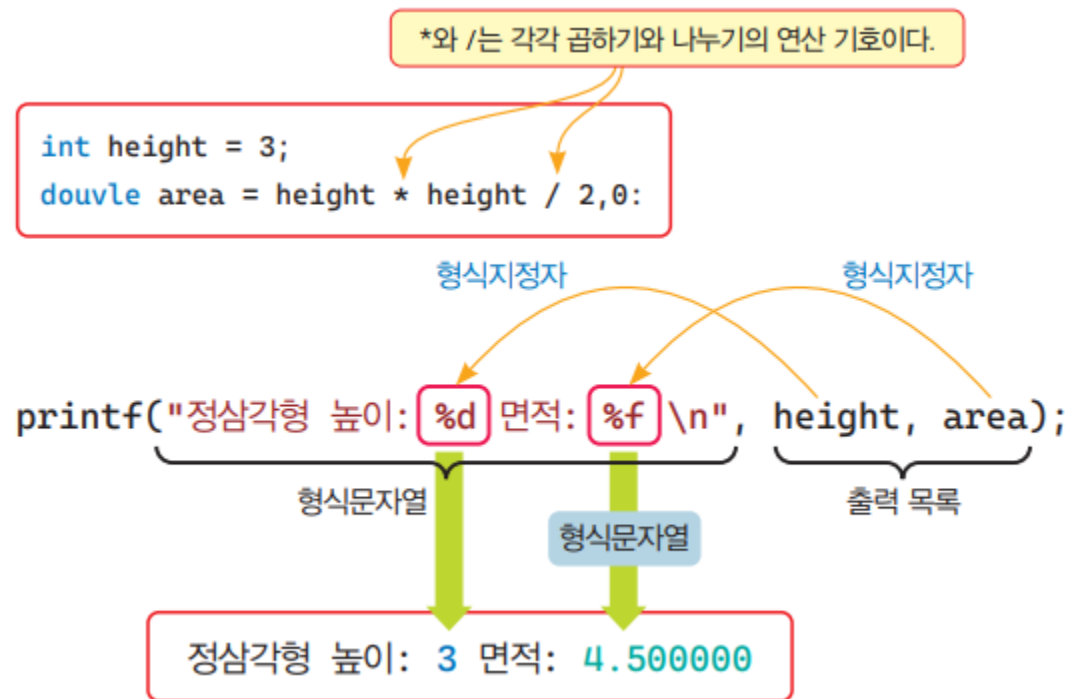 *와 /는 각각 곱하기와 나누기의 연산 기호이다.
int height = 3;
douvle area = height * height / 2,0:
형식지정자 형식지정자
printf("정삼각형 높이: %d 면적: %f \n", height, area);
형식문자열 출력 목록
형식문자열
정삼각형 높이: 3 면적: 4.500000